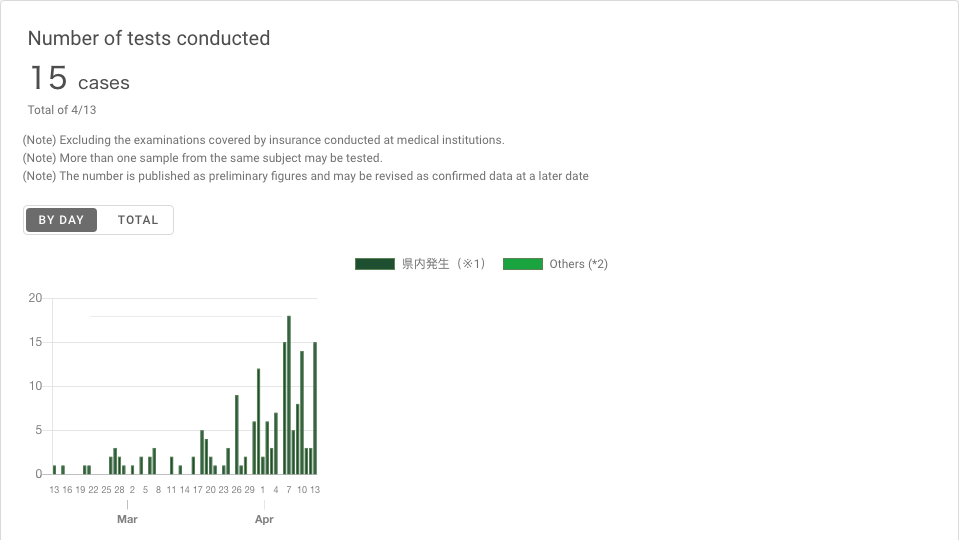 Number of tests conducted
15 cases
Total of 4/13
(Note) Excluding the examinations covered by insurance conducted at medical institutions.
(Note) More than one sample from the same subject may be tested.
(Note) The number is published as preliminary figures and may be revised as confirmed data at a later date
BY DAY TOTAL
県内発生（※1） Others (*2)
20
15
10
5
0
13 16 19 22 25 28 2 5 8 11 14 17 20 23 26 29 1 4 7 10 13
Mar Apr